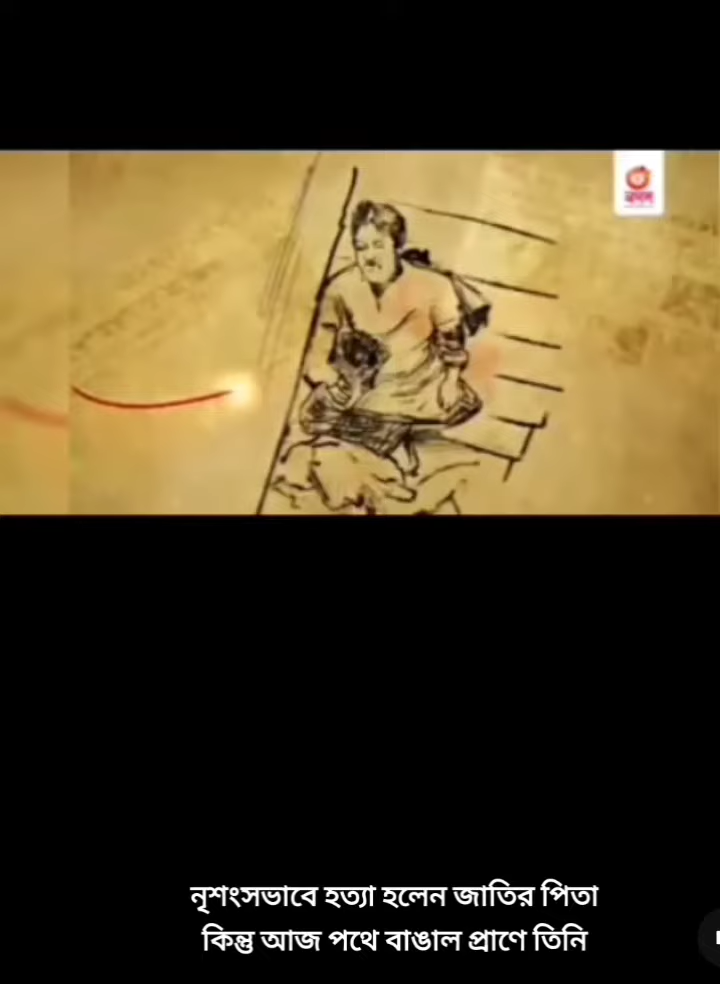 নৃশংসভাবে হত্যা হলেন জাতির পিতা
কিন্তু আজ পথে বাঙাল প্রাণে তিনি